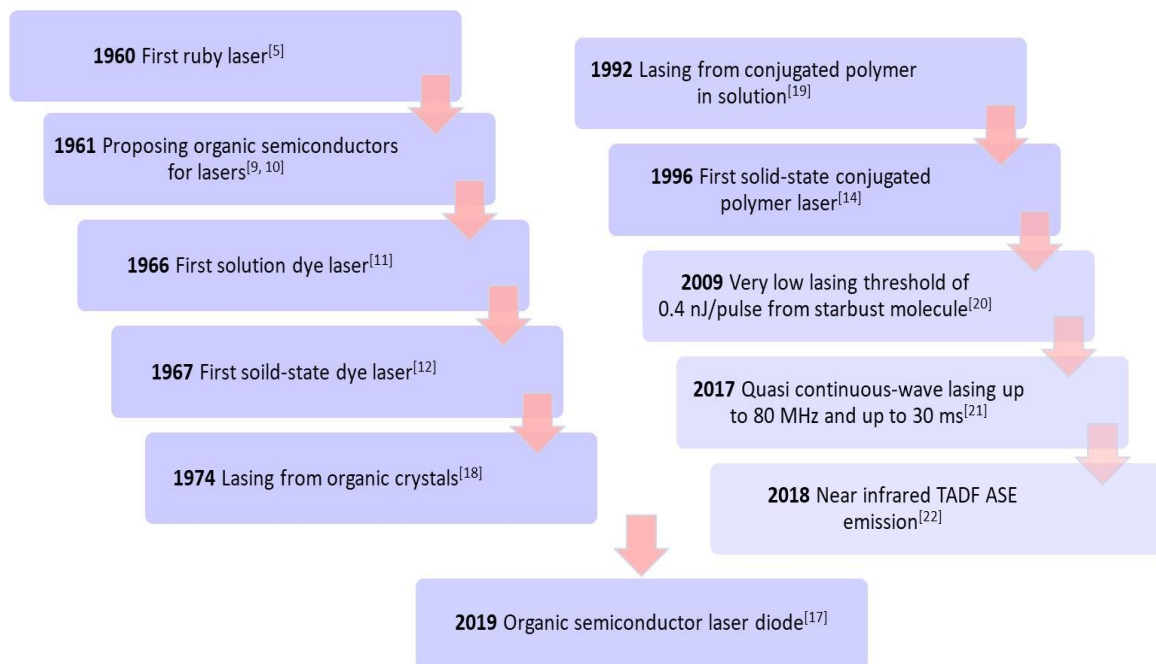 1960 First ruby laser[5]
1961 Proposing organic semiconductors
for lasers[9, 10]
1966 First solution dye laser[11]
1967 First soild-state dye laser[12]
1974 Lasing from organic crystals[18]
1992 Lasing from conjugated polymer
in solution[19]
1996 First solid-state conjugated
polymer laser[14]
2009 Very low lasing threshold of
0.4 nJ/pulse from starbust molecule[20]
2017 Quasi continuous-wave lasing up
to 80 MHz and up to 30 ms[21]
2018 Near infrared TADF ASE
emission[22]
2019 Organic semiconductor laser diode[17]